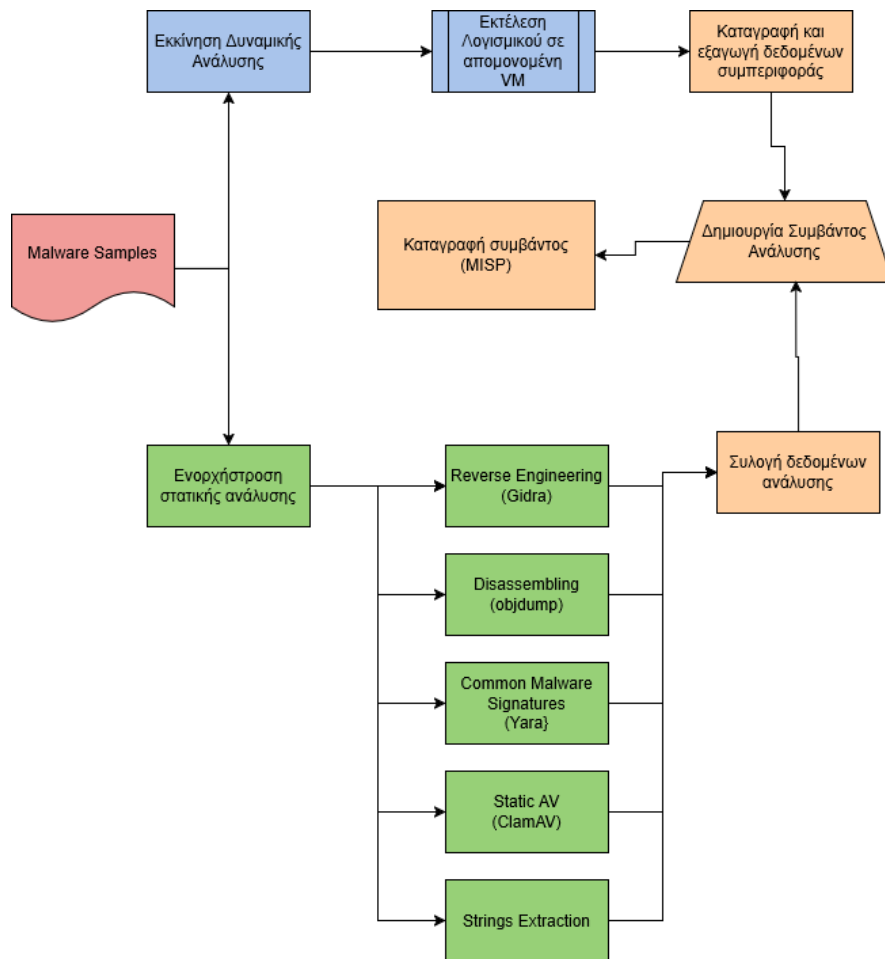 Εκκίνηση Δυναμικής
Ανάλυσης
Εκτέλεση
Λογισμικού σε
απομονομένη
VM
Καταγραφή και
εξαγωγή δεδομένων
συμπεριφοράς
Malware Samples
Καταγραφή συμβάντος
(MISP)
Δημιουργία Συμβάντος
Ανάλυσης
Ενορχήστροση
στατικής ανάλυσης
Reverse Engineering
(Gidra)
Συλογή δεδομένων
ανάλυσης
Disassembling
(objdump)
Common Malware
Signatures
(Yara}
Static AV
(ClamAV)
Strings Extraction